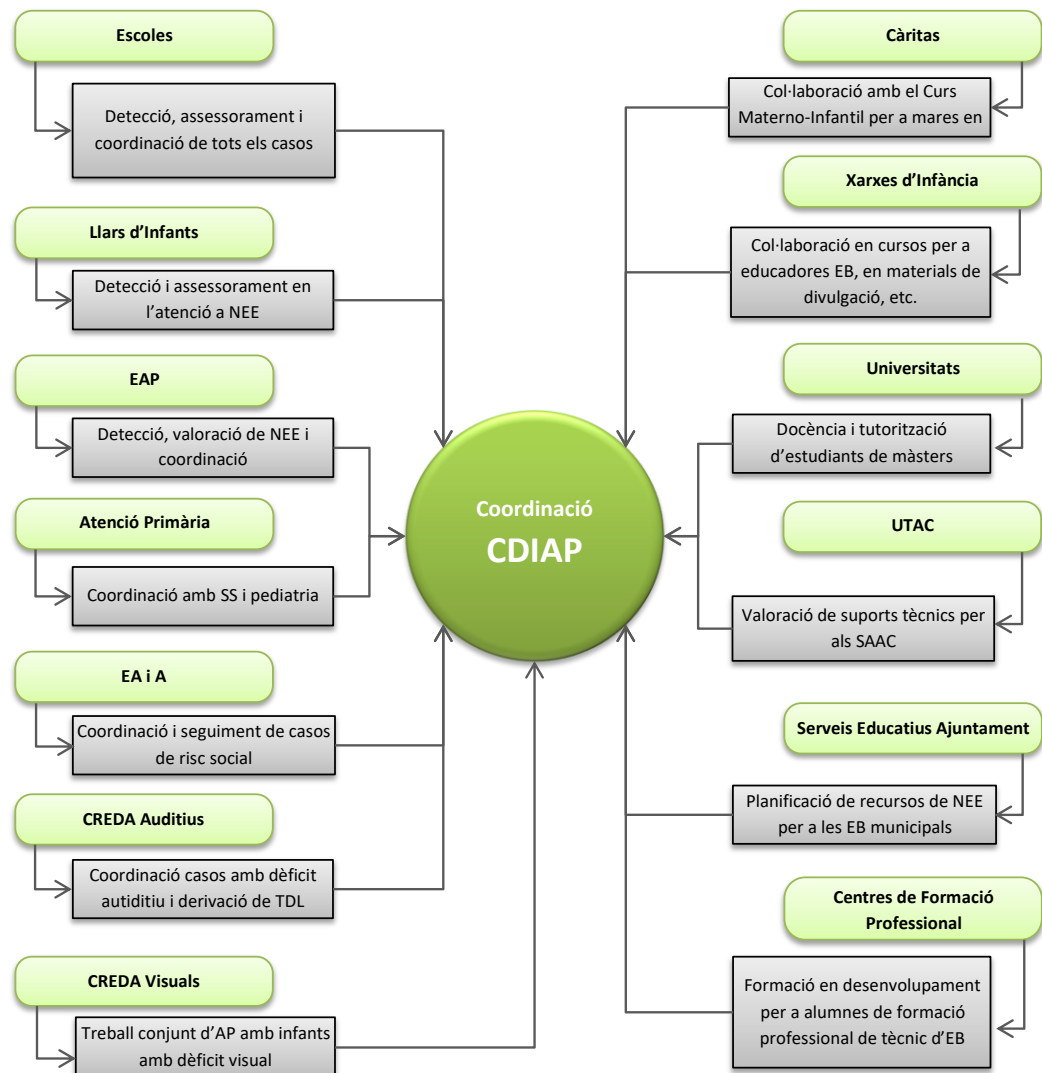 Escoles
Detecció, assessorament i
coordinació de tots els casos
Llars d’Infants
Detecció i assessorament en
l’atenció a NEE
EAP
Detecció, valoració de NEE i
coordinació
Atenció Primària
Coordinació amb SS i pediatria
EA i A
Coordinació i seguiment de casos
de risc social
CREDA Auditius
Coordinació casos amb dèficit
autiditiu i derivació de TDL
CREDA Visuals
Treball conjunt d’AP amb infants
amb dèficit visual
Coordinació
CDIAP
Càritas
Col·laboració amb el Curs
Materno-Infantil per a mares en
Xarxes d’Infància
Col·laboració en cursos per a
educadores EB, en materials de
divulgació, etc.
Universitats
Docència i tutorització
d’estudiants de màsters
UTAC
Valoració de suports tècnics per
als SAAC
Serveis Educatius Ajuntament
Planificació de recursos de NEE
per a les EB municipals
Centres de Formació
Professional
Formació en desenvolupament
per a alumnes de formació
professional de tècnic d’EB